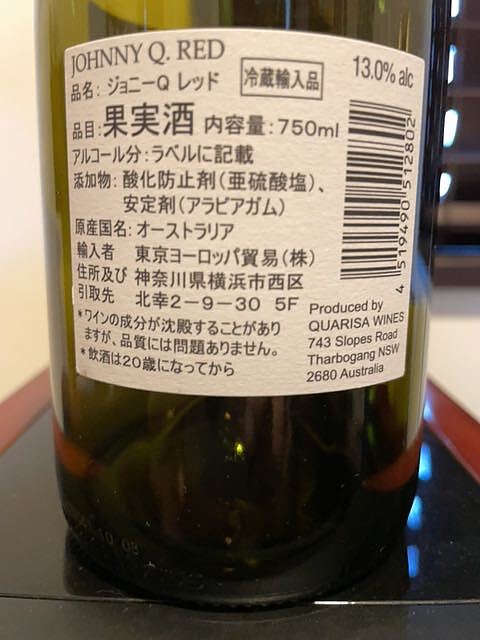 JOHNNY Q. RED
品名: ジョニーQ レッド
冷蔵輸入品
13.0% alc
品目:果実酒 内容量:750ml
アルコール分:ラベルに記載
添加物: 酸化防止剤(亜硫酸塩)、
安定剤(アラビアガム)
原産国名:オーストラリア
輸入者 東京ヨーロッパ貿易(株)
住所及び 神奈川県横浜市西区
引取先 北幸2-9-30 5F
*ワインの成分が沈殿することがあり
ますが、品質には問題ありません。
*飲酒は20歳になってから
4 519490 512802
Produced by
QUARISA WINES
743 Slopes Road
Tharbogang NSW
2680 Australia